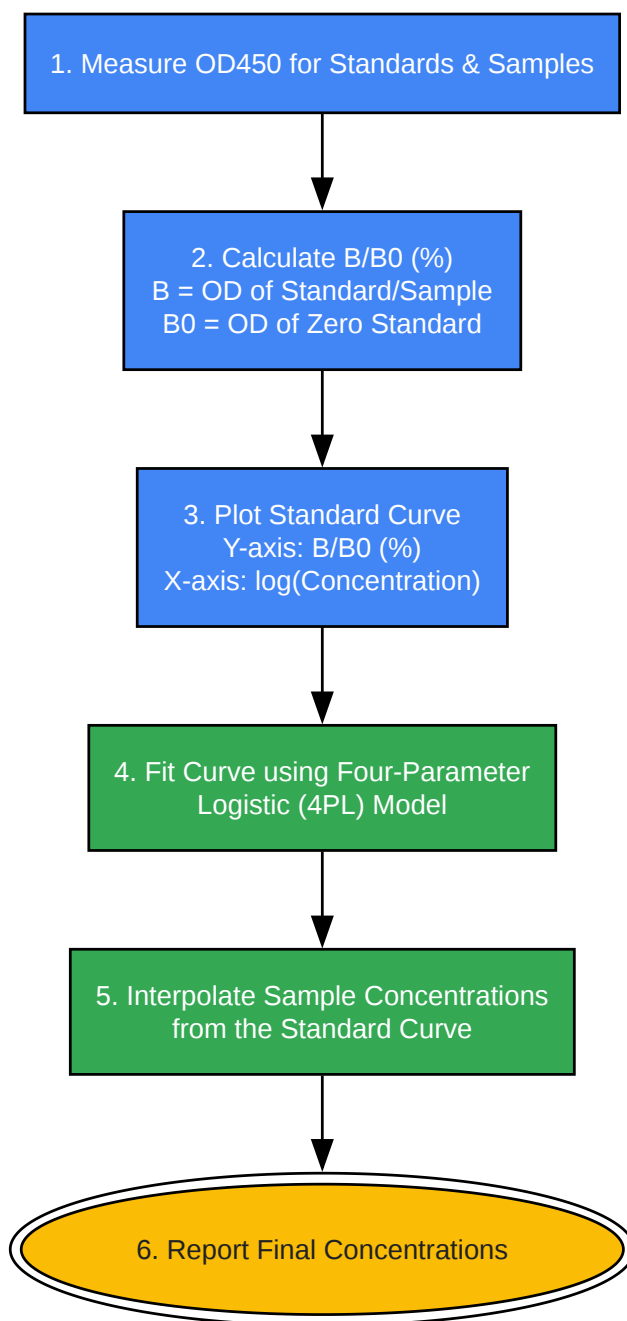 1. Measure OD450 for Standards & Samples
2. Calculate B/B0 (%)
B = OD of Standard/Sample
B0 = OD of Zero Standard
3. Plot Standard Curve
Y-axis: B/B0 (%)
X-axis: log(Concentration)
4. Fit Curve using Four-Parameter
Logistic (4PL) Model
5. Interpolate Sample Concentrations
from the Standard Curve
6. Report Final Concentrations